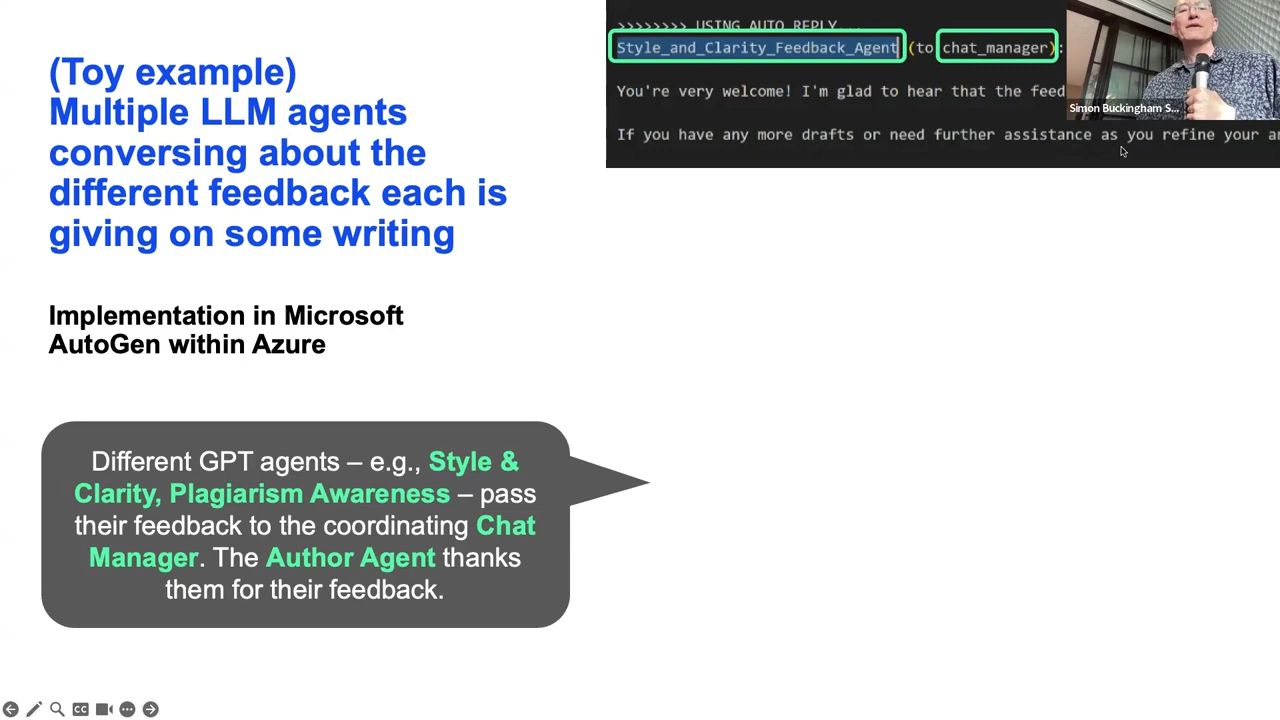 (Toy example)
Multiple LLM agents
conversing about the
different feedback each is
giving on some writing
Implementation in Microsoft
AutoGen within Azure
Different GPT agents – e.g., Style &
Clarity, Plagiarism Awareness – pass
their feedback to the coordinating Chat
Manager. The Author Agent thanks
them for their feedback.
>>>>>>>> USING AUTO REPLY...
Style_and_Clarity_Feedback_Agent (to chat_manager):
You're very welcome! I'm glad to hear that the feed
If you have any more drafts or need further assistance as you refine your
Simon Buckingham S...
CC